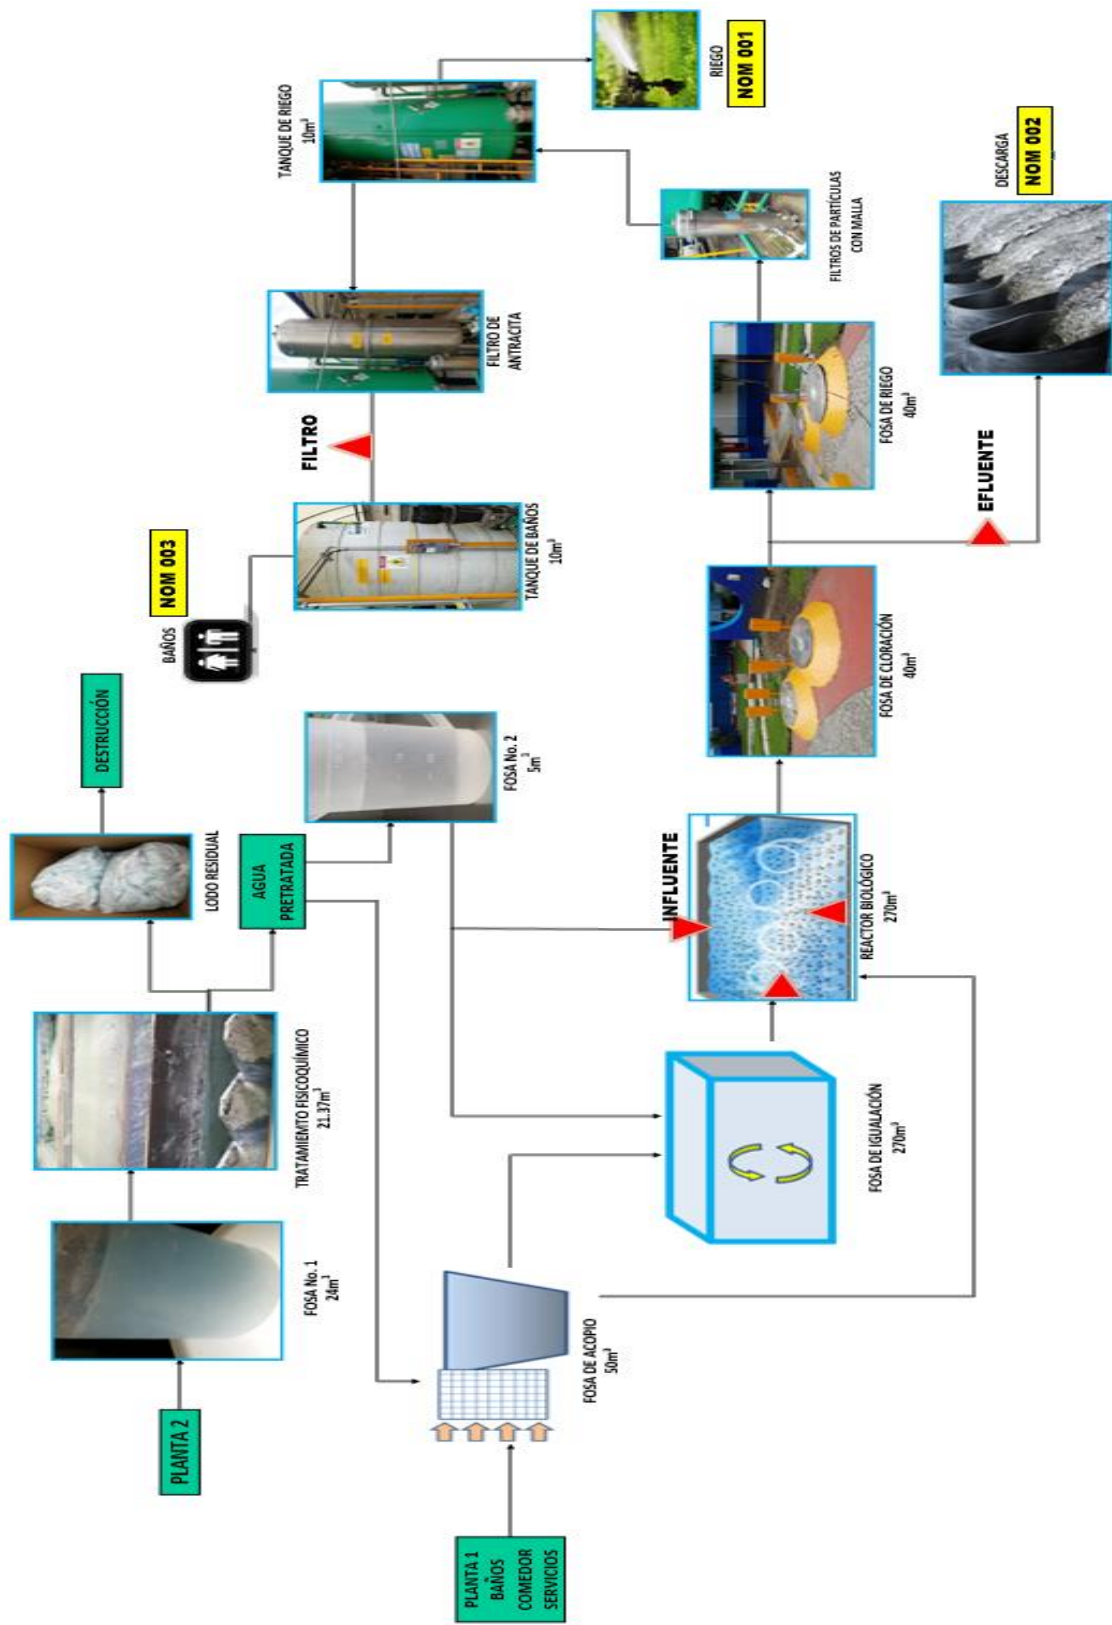 PLANTA 2
FOSA No. 1
24m³
TRATAMIEMTO FISICOQUÍMICO
21.37m³
LODO RESIDUAL
DESTRUCCIÓN
AGUA
PRETRATADA
FOSA No. 2
5m³
PLANTA 1
BAÑOS
COMEDOR
SERVICIOS
FOSA DE ACOPIO
50m³
FOSA DE IGUALACIÓN
270m³
INFLUENTE
REACTOR BIOLÓGICO
270m³
FOSA DE CLORACIÓN
40m³
EFLUENTE
DESCARGA
NOM 002
FOSA DE RIEGO
40m³
FILTROS DE PARTÍCULAS
CON MALLA
TANQUE DE RIEGO
10m³
RIEGO
NOM 001
FILTRO DE
ANTRACITA
FILTRO
TANQUE DE BAÑOS
10m³
BAÑOS
NOM 003